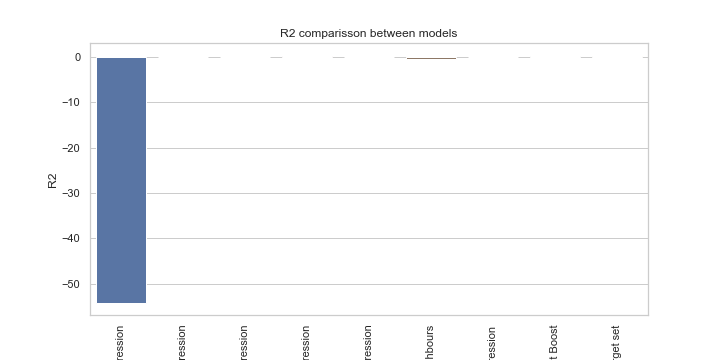 R2 comparisson between models
R2
0
−10
−20
−30
−40
−50
ression
ression
ression
ression
ression
hbours
ession
t Boost
rget set